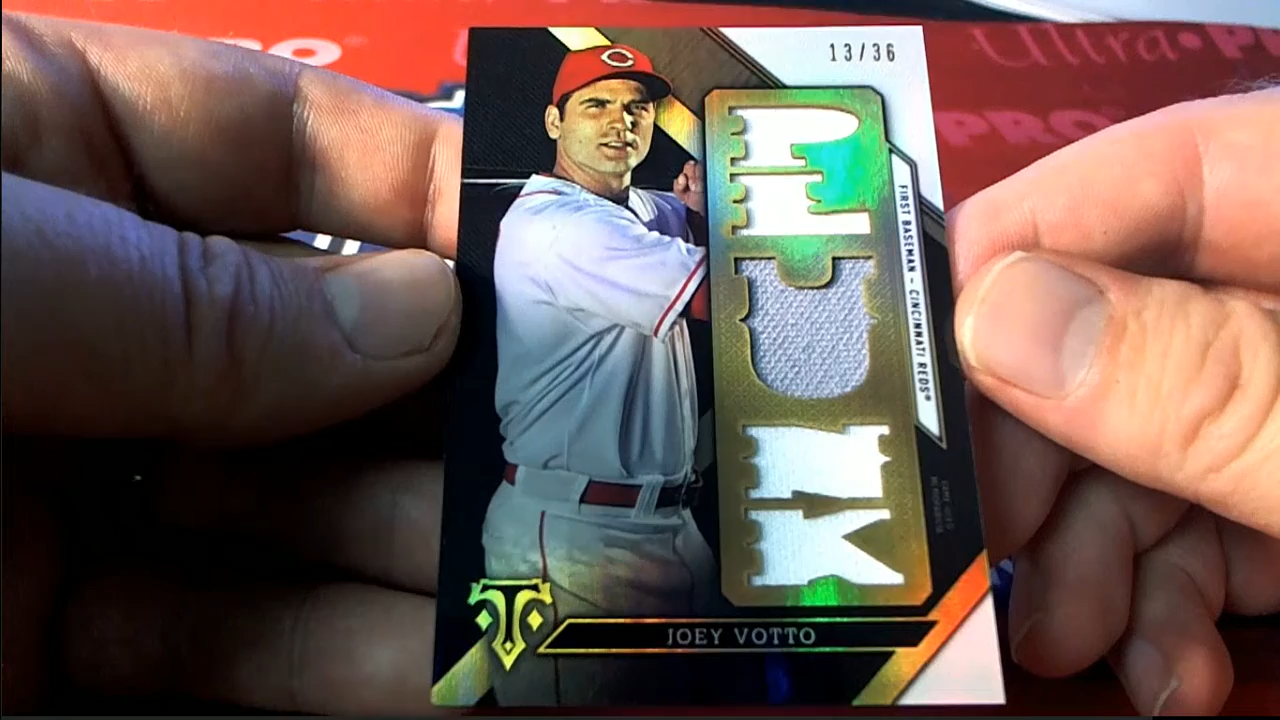 PRO
Ultra•P
PRO
C
13/36
FIRST BASEMAN – CINCINNATI REDS®
T
JOEY VOTTO